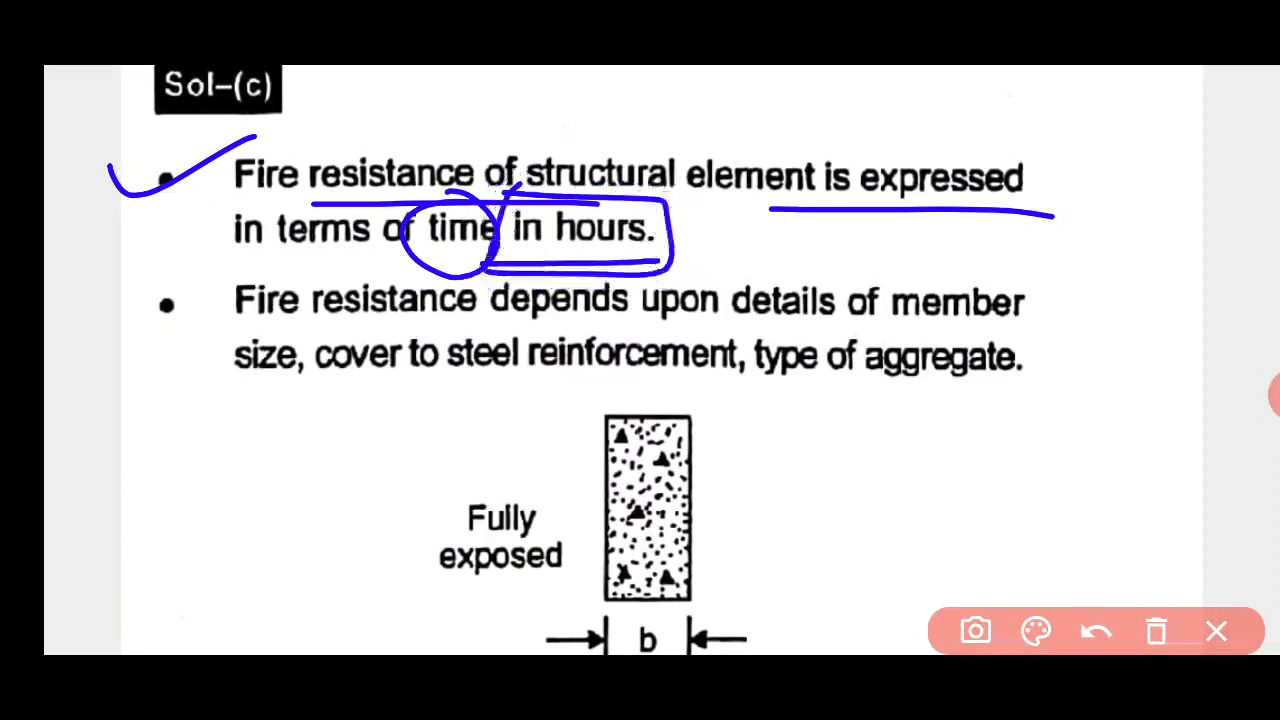 Sol-(c)
Fire resistance of structural element is expressed
in terms of time in hours.
Fire resistance depends upon details of member
size, cover to steel reinforcement, type of aggregate.
Fully
exposed
b